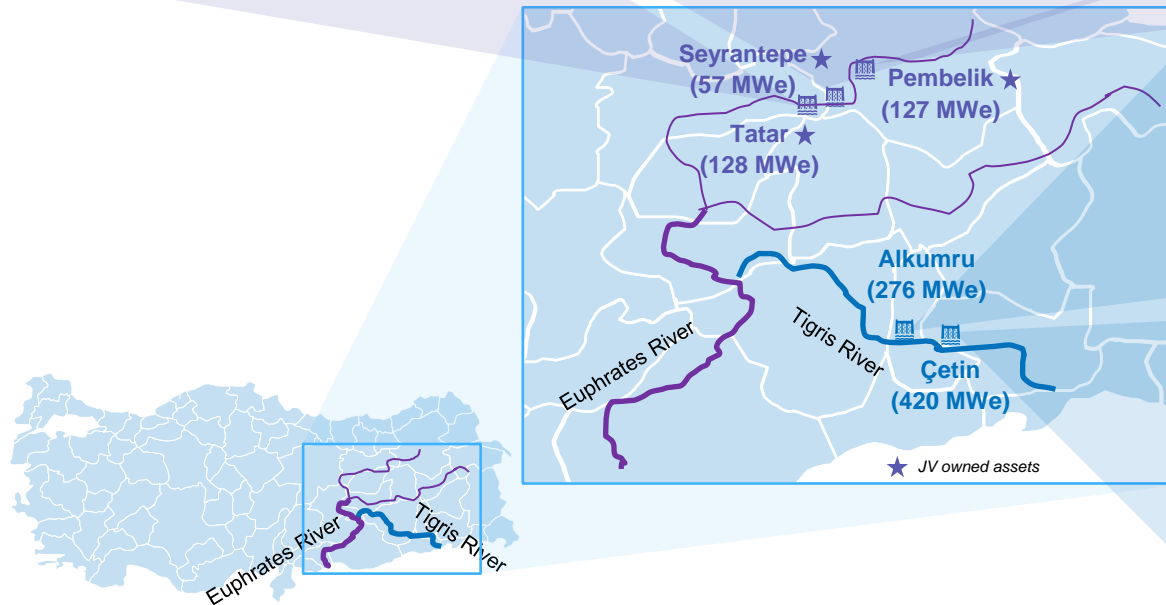 Seyrantepe
(57 MWe)
Pembelik
(127 MWe)
Tatar
(128 MWe)
Alkumru
(276 MWe)
Euphrates River
Tigris River
Çetin
(420 MWe)
JV owned assets
Euphrates River
Tigris River